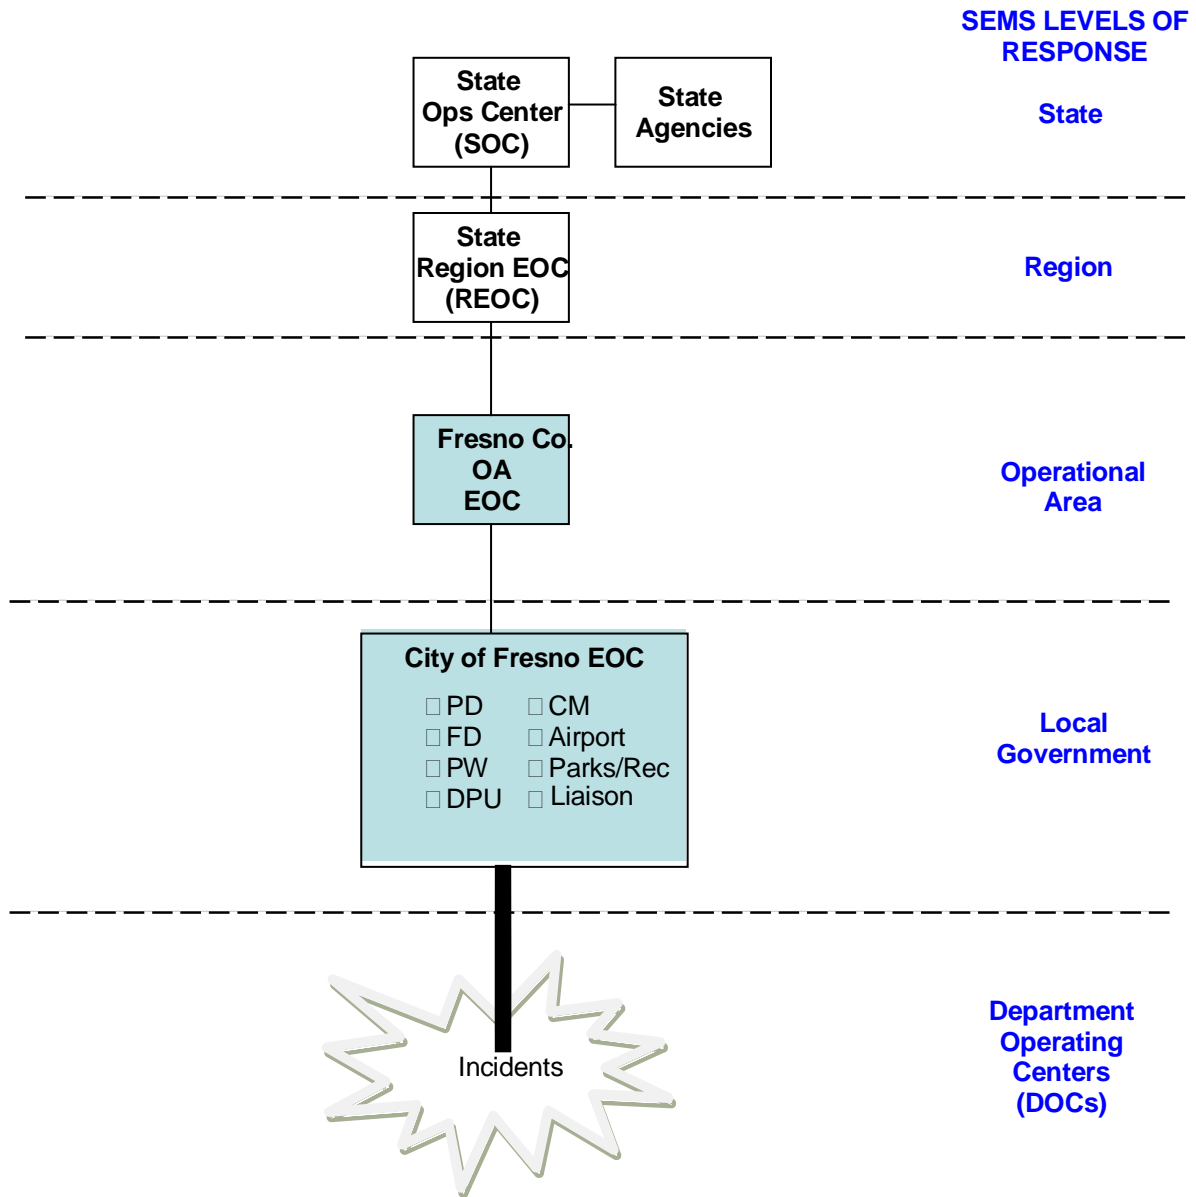 SEMS LEVELS OF
RESPONSE
State
Ops Center
(SOC)
State
Agencies
State
State
Region EOC
(REOC)
Region
Fresno Co.
OA
EOC
Operational
Area
City of Fresno EOC
□ PD □ CM
□ FD □ Airport
□ PW □ Parks/Rec
□ DPU □ Liaison
Local
Government
Incidents
Department
Operating
Centers
(DOCs)